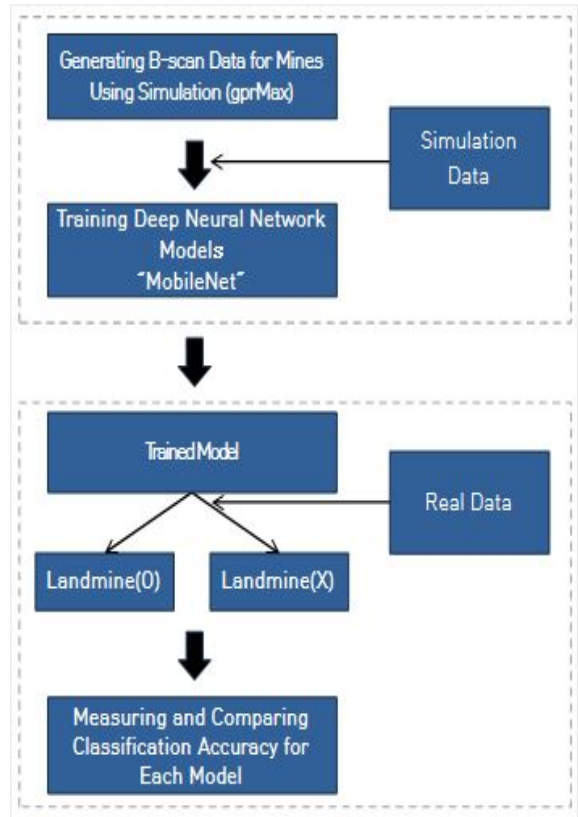 Generating B-scan Data for Mines
Using Simulation (gprMax)
Simulation
Data
Training Deep Neural Network
Models
"MobileNet"
Trained Model
Real Data
Landmine(O)
Landmine(X)
Measuring and Comparing
Classification Accuracy for
Each Model